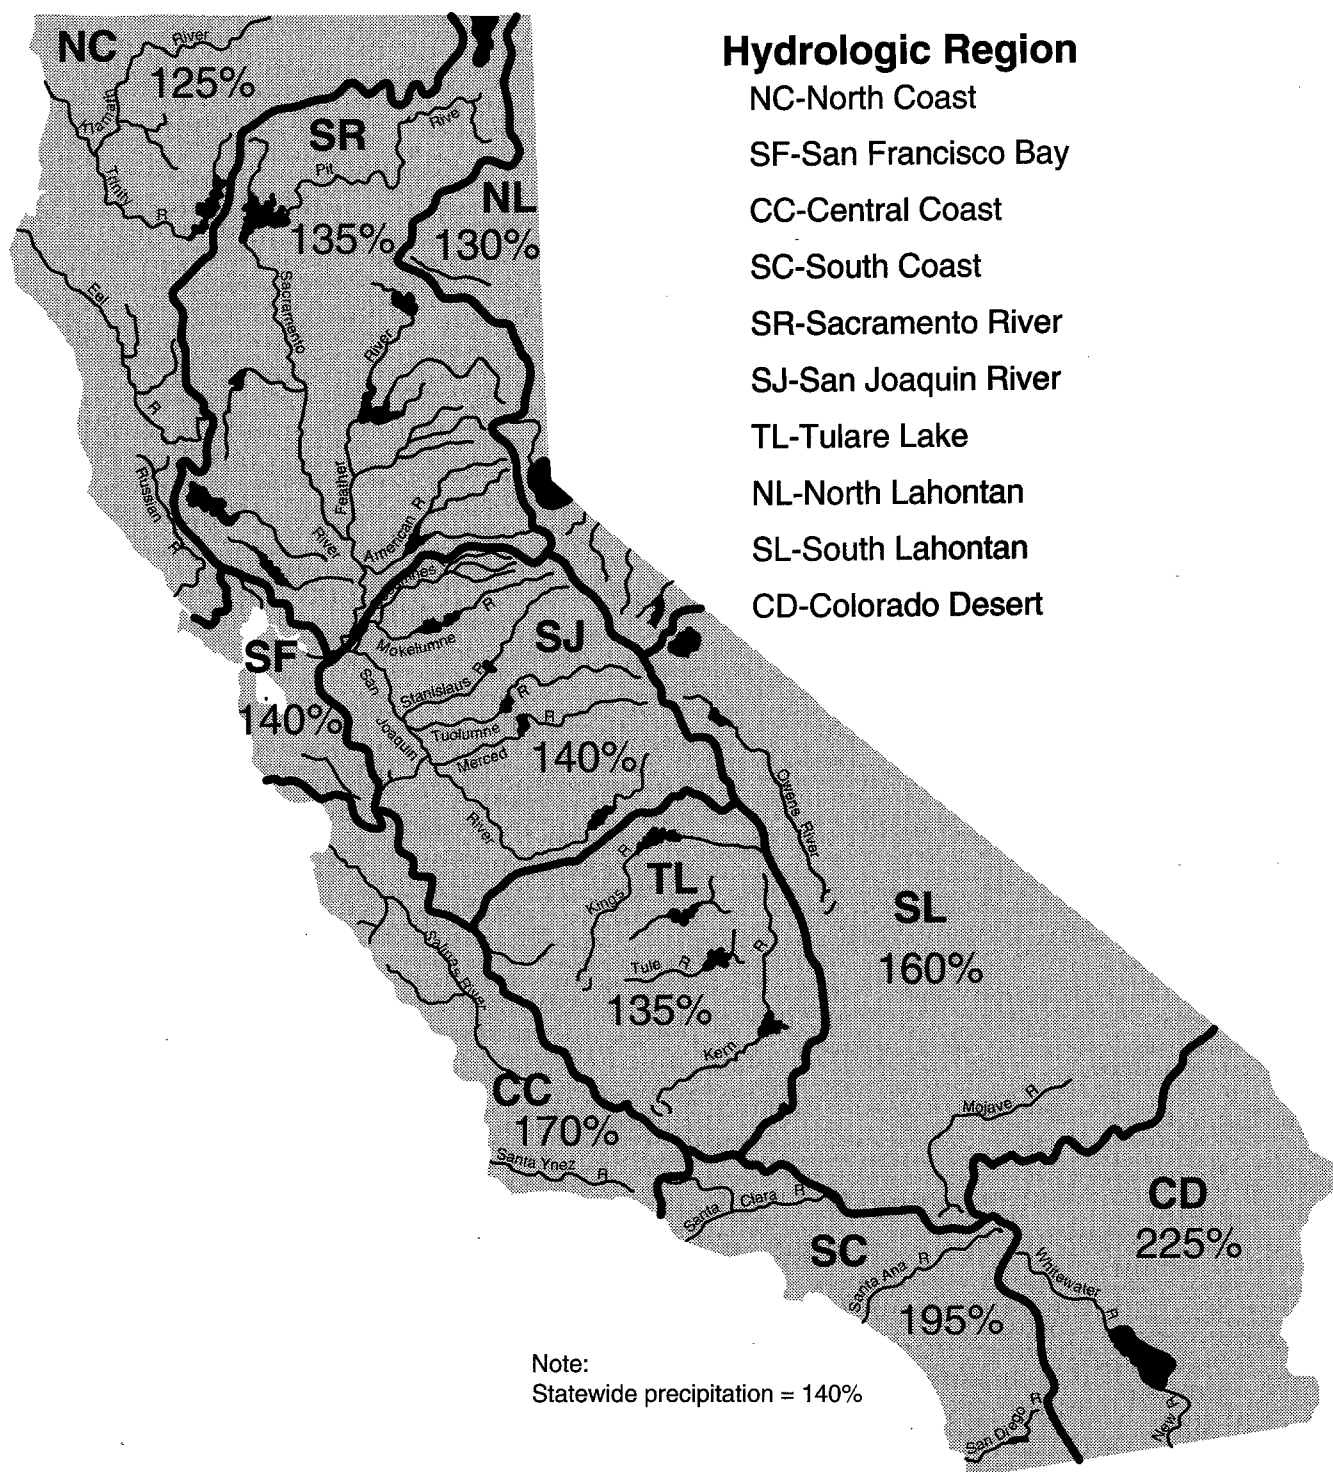 Hydrologic Region
NC-North Coast
SF-San Francisco Bay
CC-Central Coast
SC-South Coast
SR-Sacramento River
SJ-San Joaquin River
TL-Tulare Lake
NL-North Lahontan
SL-South Lahontan
CD-Colorado Desert
NC
River
125%
Klamath
Trinity
R
SR
Rive
Pit
135%
NL
130%
Eel
R
Sacramento
River
River
Feather
Russian
R
American R
SF
140%
Mokelumne
R
SJ
San
Joaquin
River
Stanislaus R
Tuolumne
R
Merced
R
140%
Owens River
Kings
R
TL
Tule R
135%
R
Kern
SL
160%
Salinas River
CC
170%
Santa Ynez R
Santa Clara R
Mojave R
CD
225%
SC
Santa Ana R
195%
Whitewater
R
New R
San Diego
R
Note:
Statewide precipitation = 140%